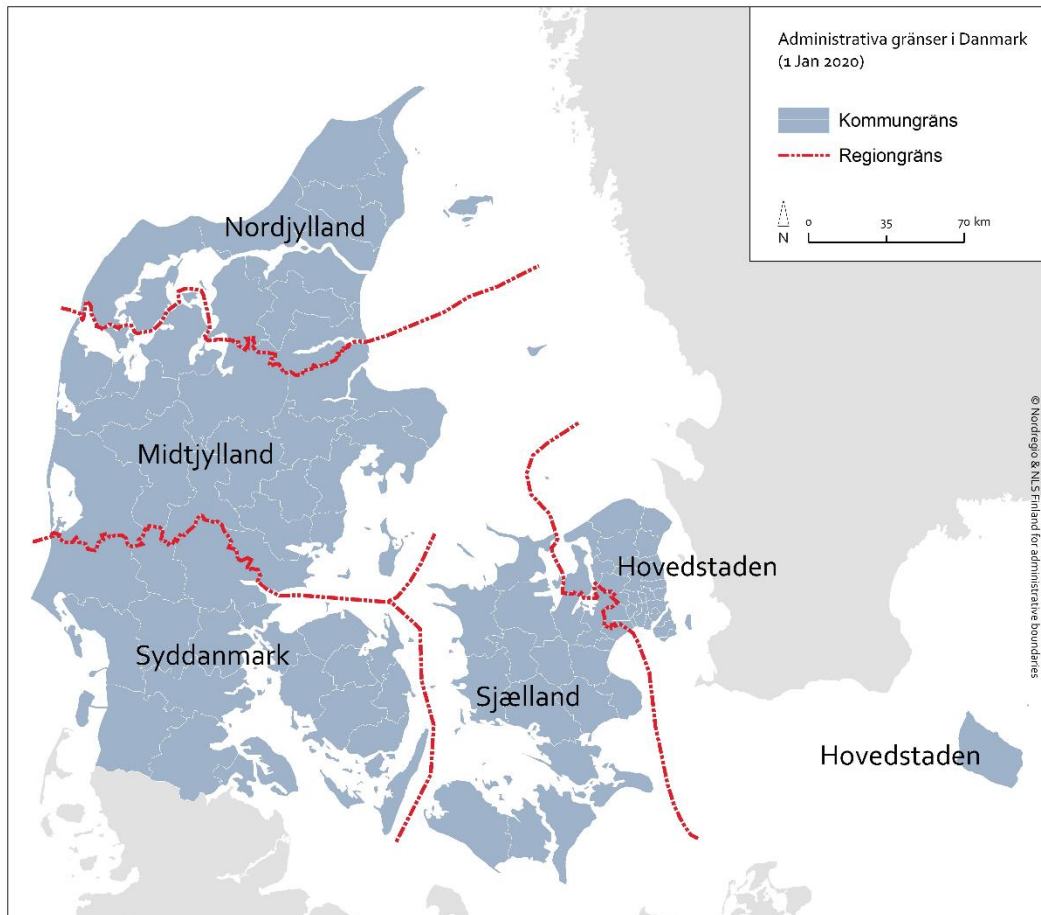 Administrativa gränser i Danmark
(1 Jan 2020)
Kommungräns
Regiongräns
N
0 35 70 km
Nordjylland
Midtjylland
Hovedstaden
Syddanmark
Sjælland
Hovedstaden
© Nordregio & NLS Finland for administrative boundaries